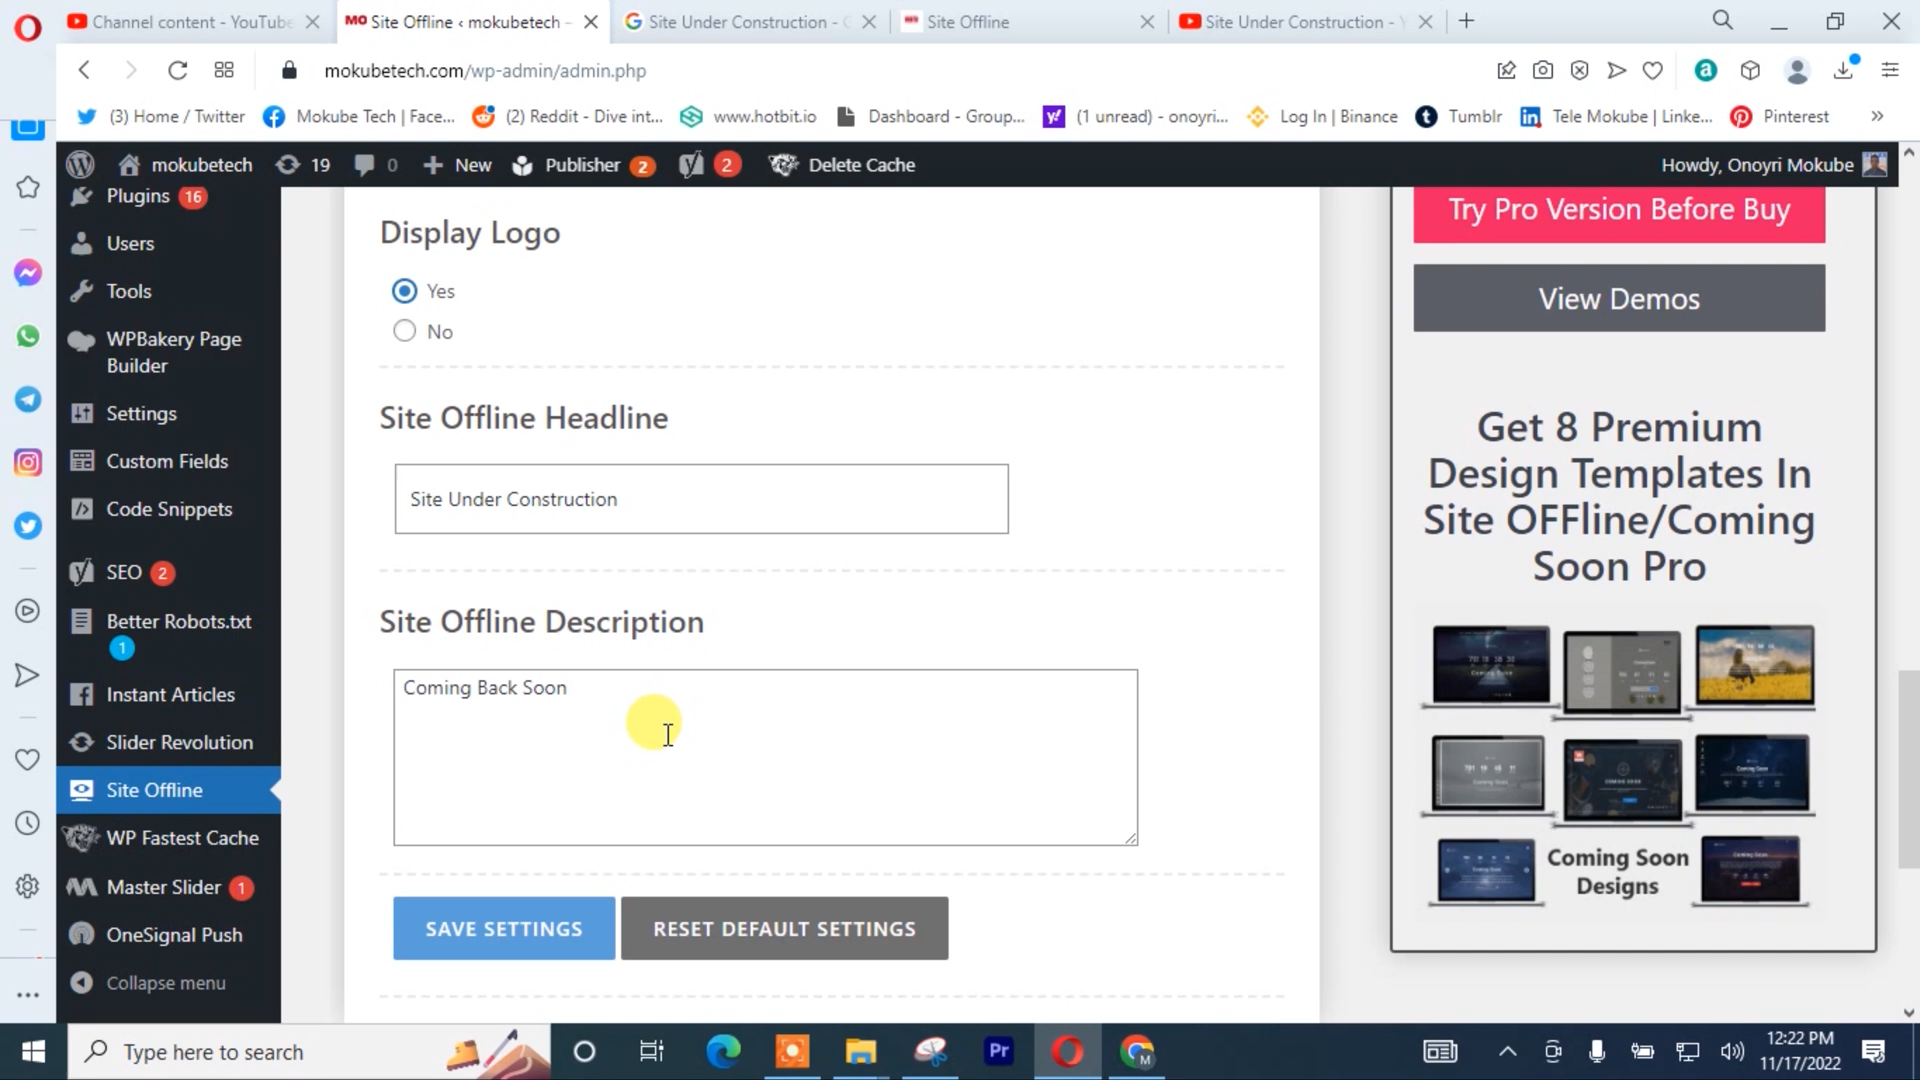 Channel content - YouTube
MO Site Offline ‹ mokubetech –
Site Under Construction - G
Site Offline
Site Under Construction - Y
mokubetech.com/wp-admin/admin.php
(3) Home / Twitter
Mokube Tech | Face...
(2) Reddit - Dive int...
www.hotbit.io
Dashboard - Group...
(1 unread) - onoyri...
Log In | Binance
Tumblr
Tele Mokube | Linke...
Pinterest
mokubetech
19
0
New
Publisher 2
2
Delete Cache
Howdy, Onoyri Mokube
Plugins 16
Users
Tools
WPBakery Page
Builder
Settings
Custom Fields
Code Snippets
SEO 2
Better Robots.txt
1
Instant Articles
Slider Revolution
Site Offline
WP Fastest Cache
Master Slider 1
OneSignal Push
Collapse menu
Display Logo
Yes
No
Site Offline Headline
Site Under Construction
Site Offline Description
Coming Back Soon
SAVE SETTINGS
RESET DEFAULT SETTINGS
Try Pro Version Before Buy
View Demos
Get 8 Premium
Design Templates In
Site OFFline/Coming
Soon Pro
Coming Soon
Designs
Type here to search
Pr
M
12:22 PM
11/17/2022